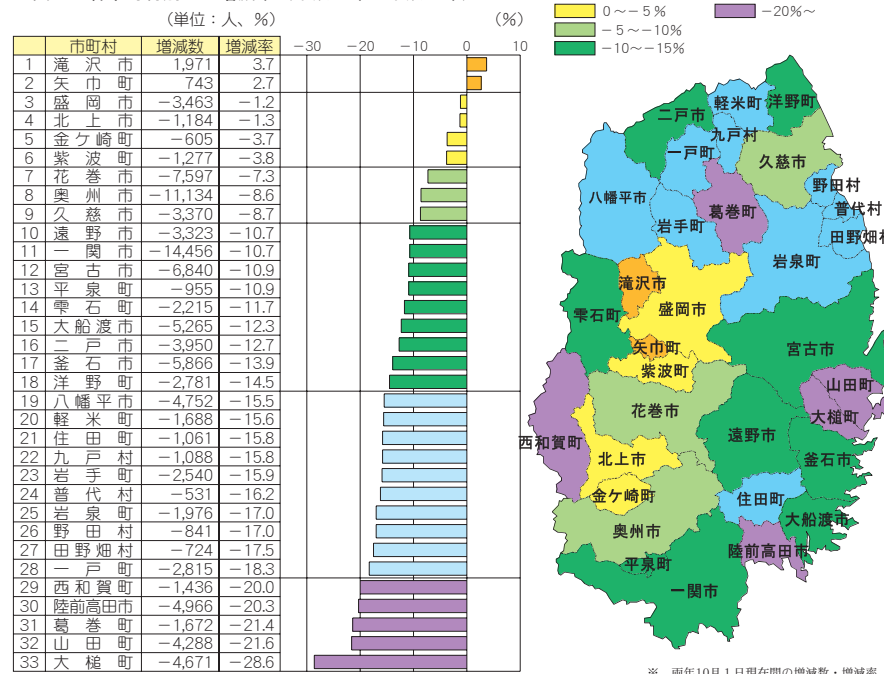 （単位：人、％）
（％）
市町村 増減数 増減率
−30 −20 −10 0 10
1 滝沢市 1,971 3.7
2 矢巾町 743 2.7
3 盛岡市 −3,463 −1.2
4 北上市 −1,184 −1.3
5 金ケ崎町 −605 −3.7
6 紫波町 −1,277 −3.8
7 花巻市 −7,597 −7.3
8 奥州市 −11,134 −8.6
9 久慈市 −3,370 −8.7
10 遠野市 −3,323 −10.7
11 一関市 −14,456 −10.7
12 宮古市 −6,840 −10.9
13 平泉町 −955 −10.9
14 雫石町 −2,215 −11.7
15 大船渡市 −5,265 −12.3
16 二戸市 −3,950 −12.7
17 釜石市 −5,866 −13.9
18 洋野町 −2,781 −14.5
19 八幡平市 −4,752 −15.5
20 軽米町 −1,688 −15.6
21 住田町 −1,061 −15.8
22 九戸村 −1,088 −15.8
23 岩手町 −2,540 −15.9
24 普代村 −531 −16.2
25 岩泉町 −1,976 −17.0
26 野田村 −841 −17.0
27 田野畑村 −724 −17.5
28 一戸町 −2,815 −18.3
29 西和賀町 −1,436 −20.0
30 陸前高田市 −4,966 −20.3
31 葛巻町 −1,672 −21.4
32 山田町 −4,288 −21.6
33 大槌町 −4,671 −28.6
0～−5％
−20％～
−5～−10％
−10～−15％
軽米町
洋野町
二戸市
九戸村
一戸町
久慈市
野田村
八幡平市
葛巻町
普代村
岩手町
田野畑村
岩泉町
滝沢市
盛岡市
雫石町
矢巾町
宮古市
紫波町
山田町
花巻市
大槌町
西和賀町
遠野市
北上市
釜石市
金ケ崎町
住田町
大船渡市
奥州市
陸前高田市
平泉町
一関市
※ 両年10月1日現在間の増減数・増減率